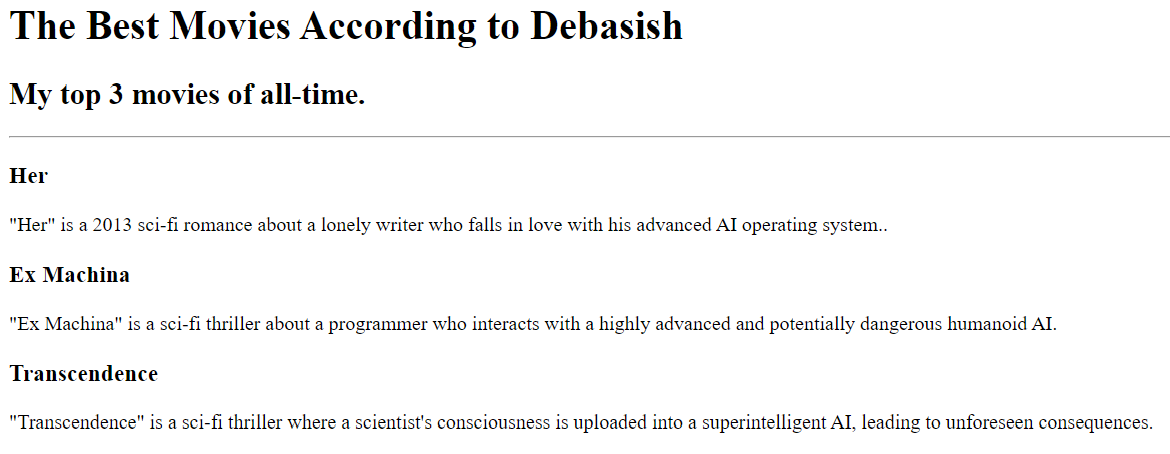 The Best Movies According to Debasish
My top 3 movies of all-time.
Her
"Her" is a 2013 sci-fi romance about a lonely writer who falls in love with his advanced AI operating system..
Ex Machina
"Ex Machina" is a sci-fi thriller about a programmer who interacts with a highly advanced and potentially dangerous humanoid AI.
Transcendence
"Transcendence" is a sci-fi thriller where a scientist's consciousness is uploaded into a superintelligent AI, leading to unforeseen consequences.